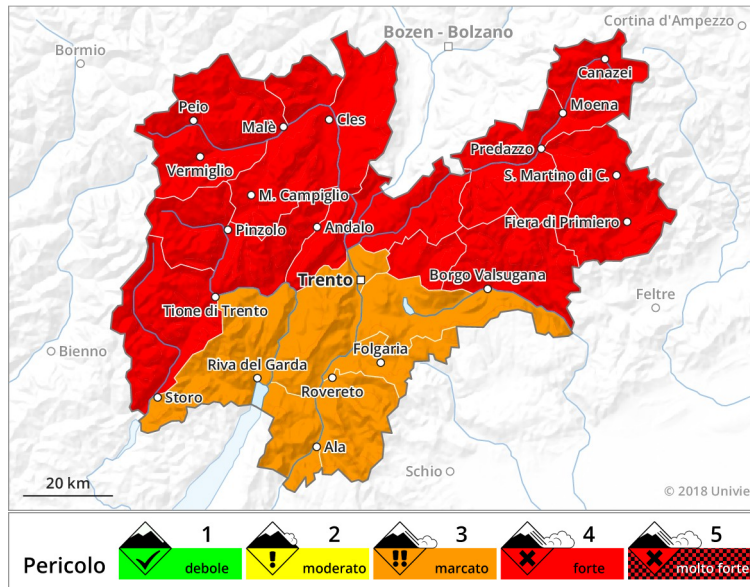 Cortina d'Ampezzo
Bozen - Bolzano
Bormio
Canazei
Peio
Moena
Malè
Cles
Predazzo
Vermiglio
S. Martino di C.
M. Campiglio
Fiera di Primiero
Pinzolo
Andalo
Trento
Borgo Valsugana
Feltre
Tione di Trento
Bienno
Folgaria
Riva del Garda
Rovereto
Storo
Ala
Schio
20 km
© 2018 Univie
1 2 3 4 5
Pericolo debole moderato marcato forte molto forte